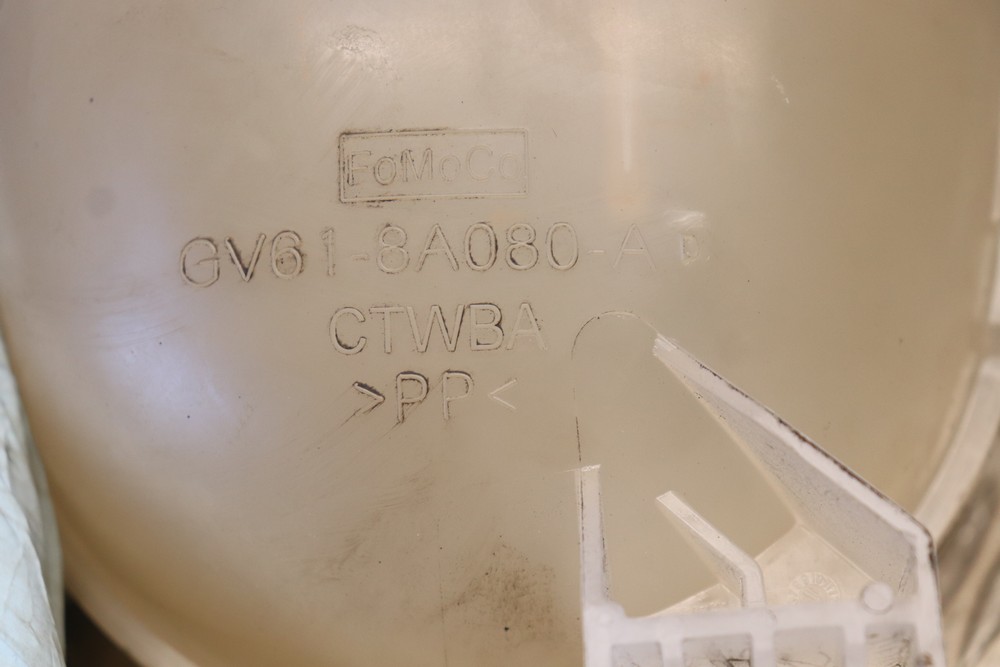 FoMoCo
GV61-8A080-A
CTWBA
>PP<